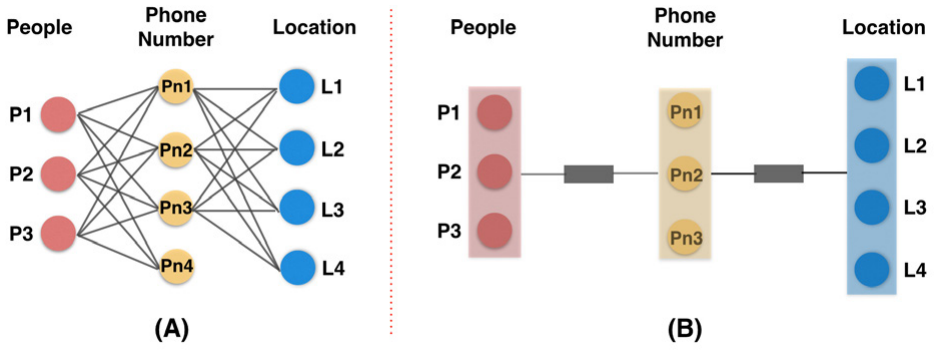 People
Phone
Number
Location
P1
P2
P3
Pn1
Pn2
Pn3
Pn4
L1
L2
L3
L4
(A)
People
Phone
Number
Location
P1
P2
P3
Pn1
Pn2
Pn3
L1
L2
L3
L4
(B)